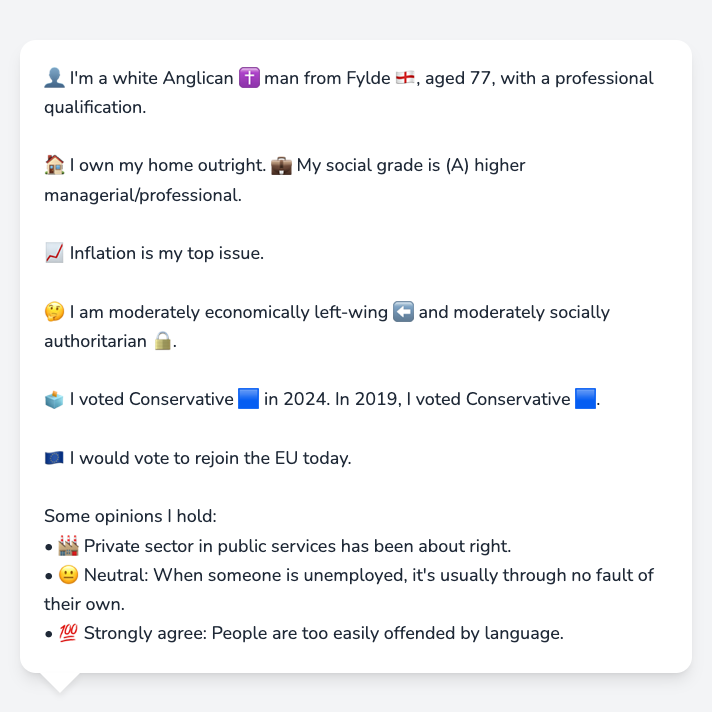 👤 I'm a white Anglican ✝️ man from Fylde 🏴󠁧󠁢󠁥󠁮󠁧󠁿, aged 77, with a professional
qualification.
🏠 I own my home outright. 💼 My social grade is (A) higher
managerial/professional.
📈 Inflation is my top issue.
🤔 I am moderately economically left-wing ⬅️ and moderately socially
authoritarian 🔒.
🗳️ I voted Conservative 🟦 in 2024. In 2019, I voted Conservative 🟦.
🇪🇺 I would vote to rejoin the EU today.
Some opinions I hold:
• 🏭 Private sector in public services has been about right.
• 😐 Neutral: When someone is unemployed, it's usually through no fault of
their own.
• 💯 Strongly agree: People are too easily offended by language.